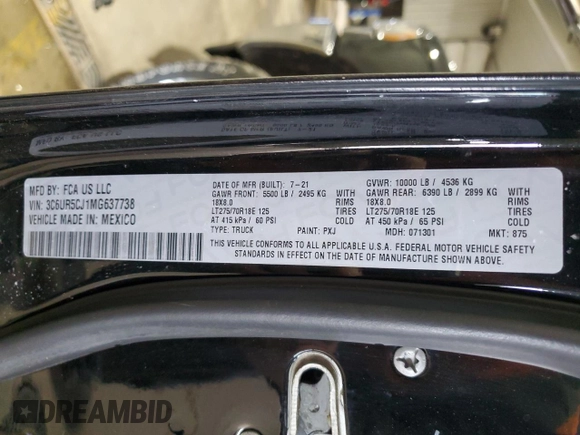 MFD BY: FCA US LLC
VIN: 3C6UR5CJ1MG637738
VEHICLE MADE IN: MEXICO
DATE OF MFR (BUILT): 7-21
GAWR FRONT: 5500 LB / 2495 KG WITH
18X8.0 RIMS
LT275/70R18E 125 TIRES
AT 415 kPa / 60 PSI COLD
TYPE: TRUCK PAINT: PXJ
GVWR: 10000 LB / 4536 KG
GAWR REAR: 6390 LB / 2899 KG WITH
18X8.0 RIMS
LT275/70R18E 125 TIRES
AT 450 kPa / 65 PSI COLD
MDH: 071301 MKT: 875
THIS VEHICLE CONFORMS TO ALL APPLICABLE U.S.A. FEDERAL MOTOR VEHICLE SAFETY
STANDARDS IN EFFECT ON THE DATE OF MANUFACTURE SHOWN ABOVE.
DREAMBID